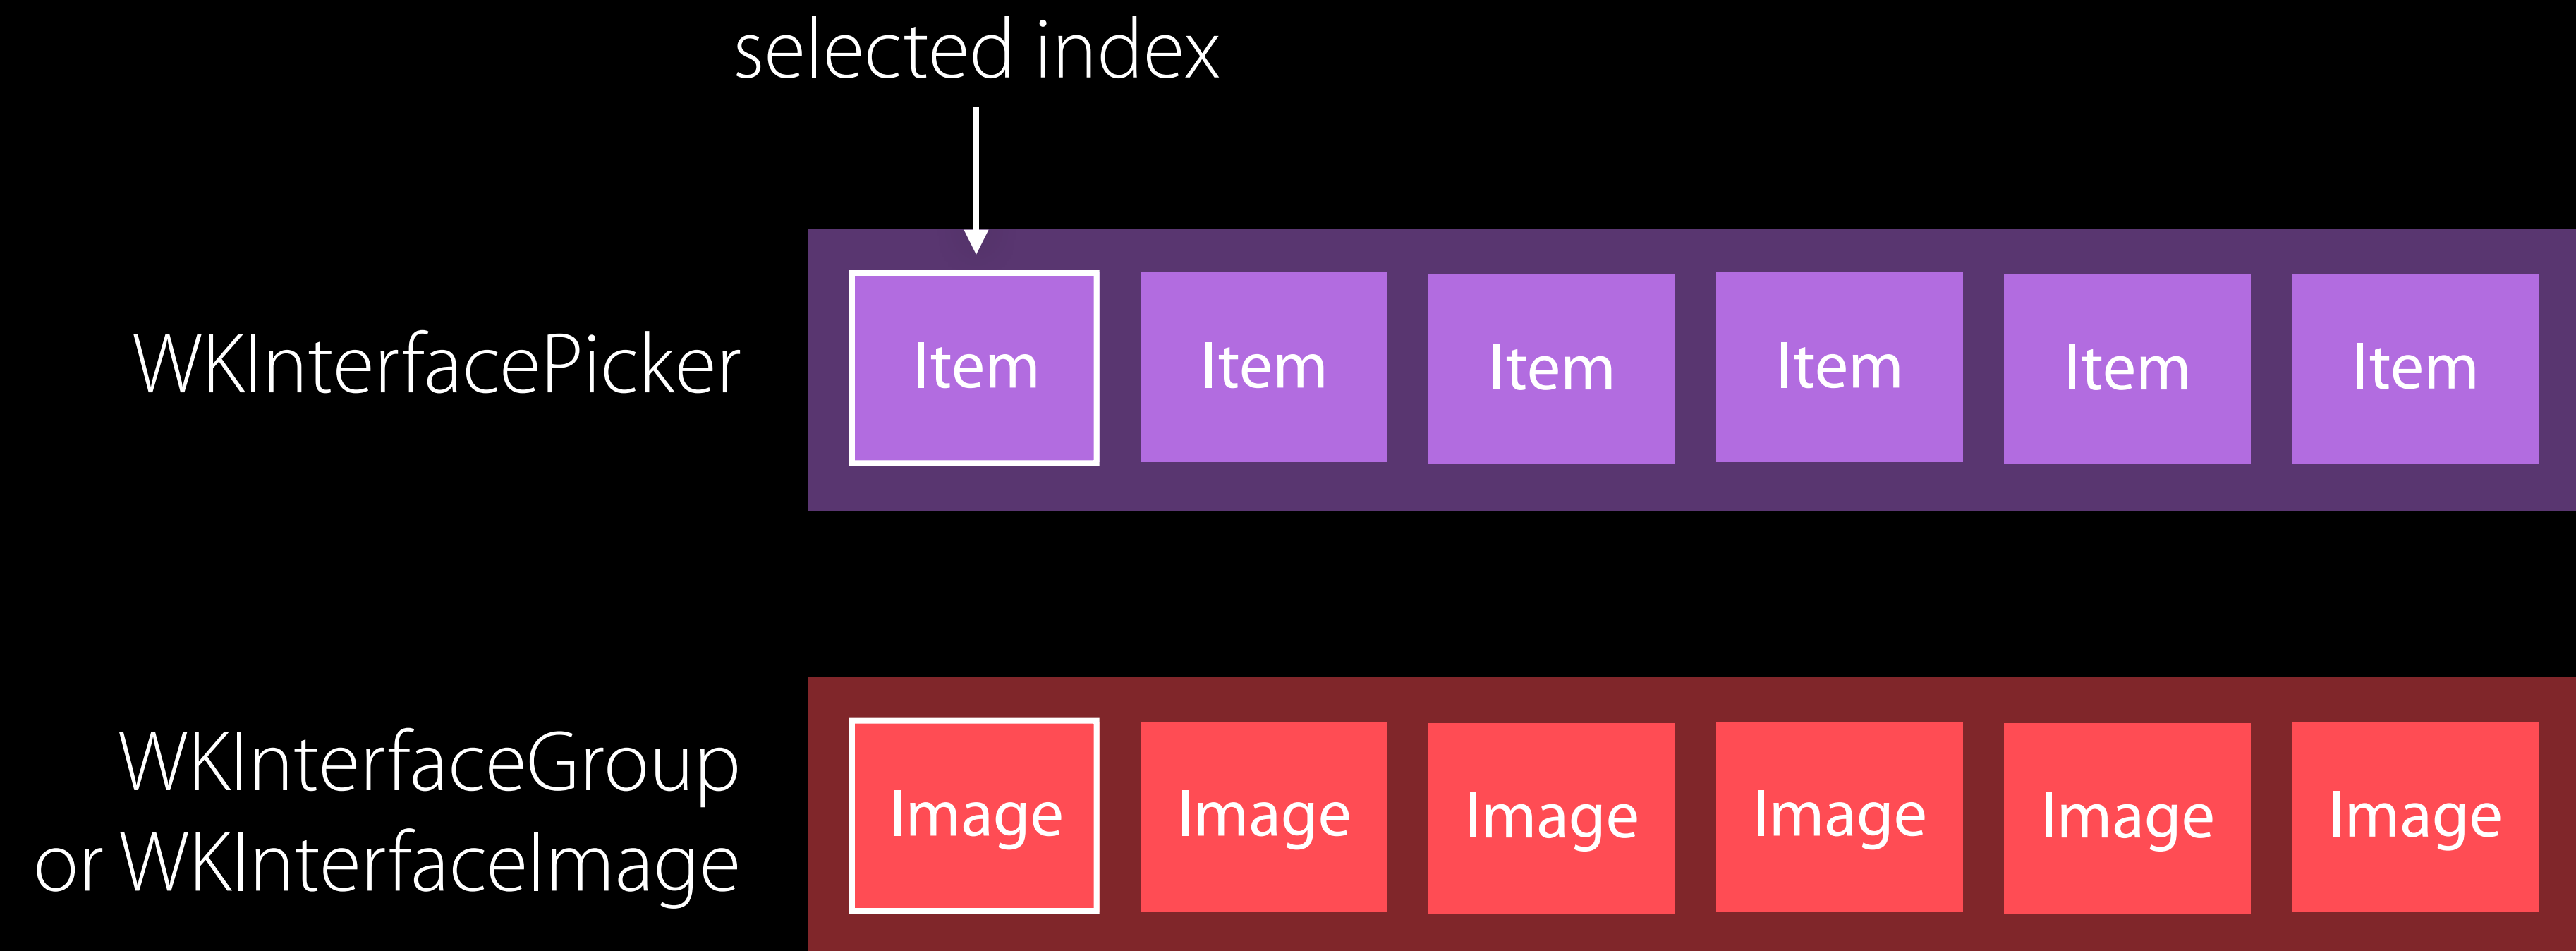 selected index
WKInterfacePicker
Item Item Item Item Item Item
WKInterfaceGroup
or WKInterfaceImage
Image Image Image Image Image Image